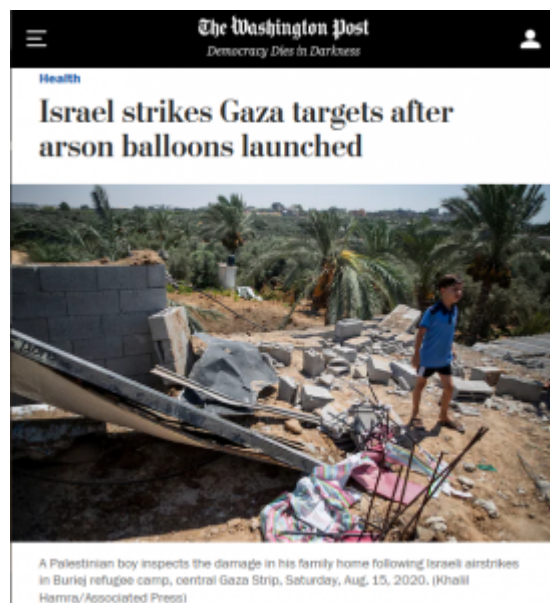 The Washington Post
Democracy Dies in Darkness
Health
Israel strikes Gaza targets after
arson balloons launched
A Palestinian boy inspects the damage in his family home following Israeli airstrikes
in Buriej refugee camp, central Gaza Strip, Saturday, Aug. 15, 2020. (Khalil
Hamra/Associated Press)